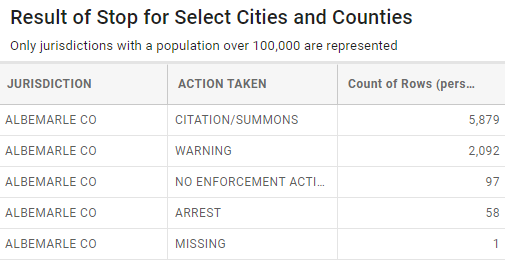 Result of Stop for Select Cities and Counties
Only jurisdictions with a population over 100,000 are represented
JURISDICTION ACTION TAKEN Count of Rows (pers…
ALBEMARLE CO CITATION/SUMMONS 5,879
ALBEMARLE CO WARNING 2,092
ALBEMARLE CO NO ENFORCEMENT ACTI… 97
ALBEMARLE CO ARREST 58
ALBEMARLE CO MISSING 1